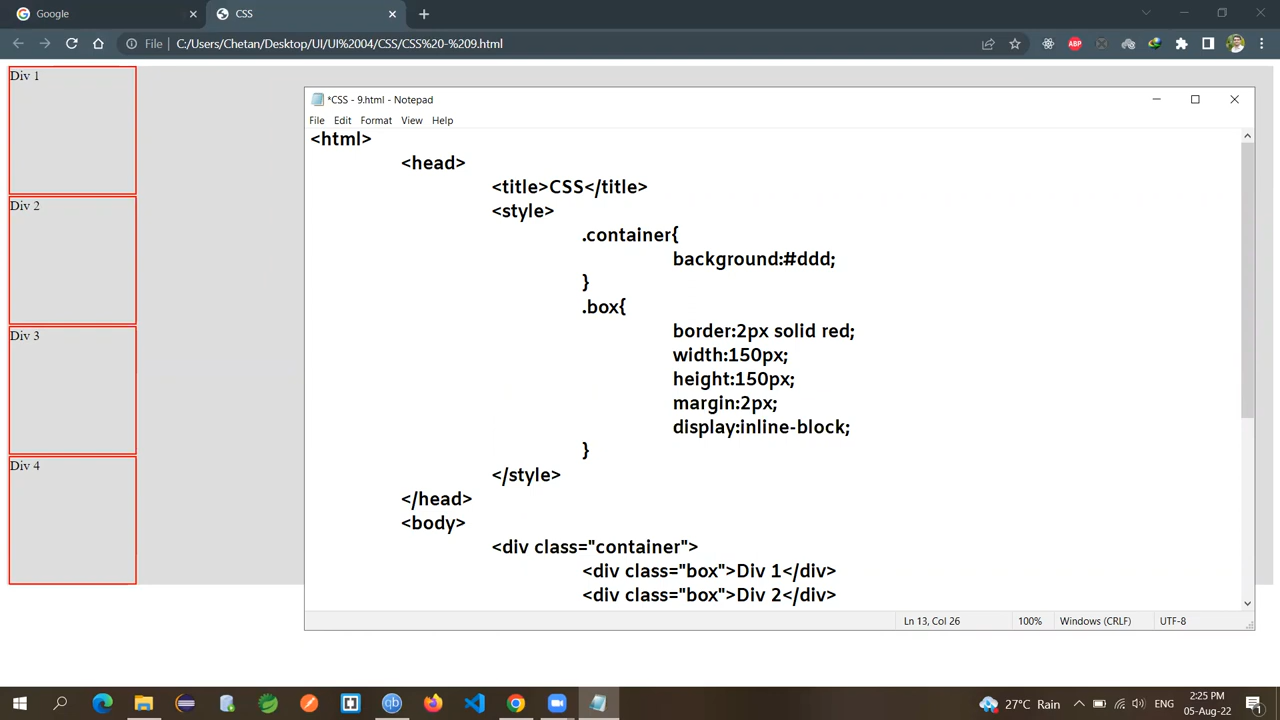 Google
CSS
File
C:/Users/Chetan/Desktop/UI/UI%2004/CSS/CSS%20-%209.html
ABP
Div 1
Div 2
Div 3
Div 4
*CSS - 9.html - Notepad
File Edit Format View Help
<html>
<head>
<title>CSS</title>
<style>
.container{
background:#ddd;
}
.box{
border:2px solid red;
width:150px;
height:150px;
margin:2px;
display:inline-block;
}
</style>
</head>
<body>
<div class="container">
<div class="box">Div 1</div>
<div class="box">Div 2</div>
Ln 13, Col 26 100% Windows (CRLF) UTF-8
qb
27°C Rain
ENG
2:25 PM
05-Aug-22
1